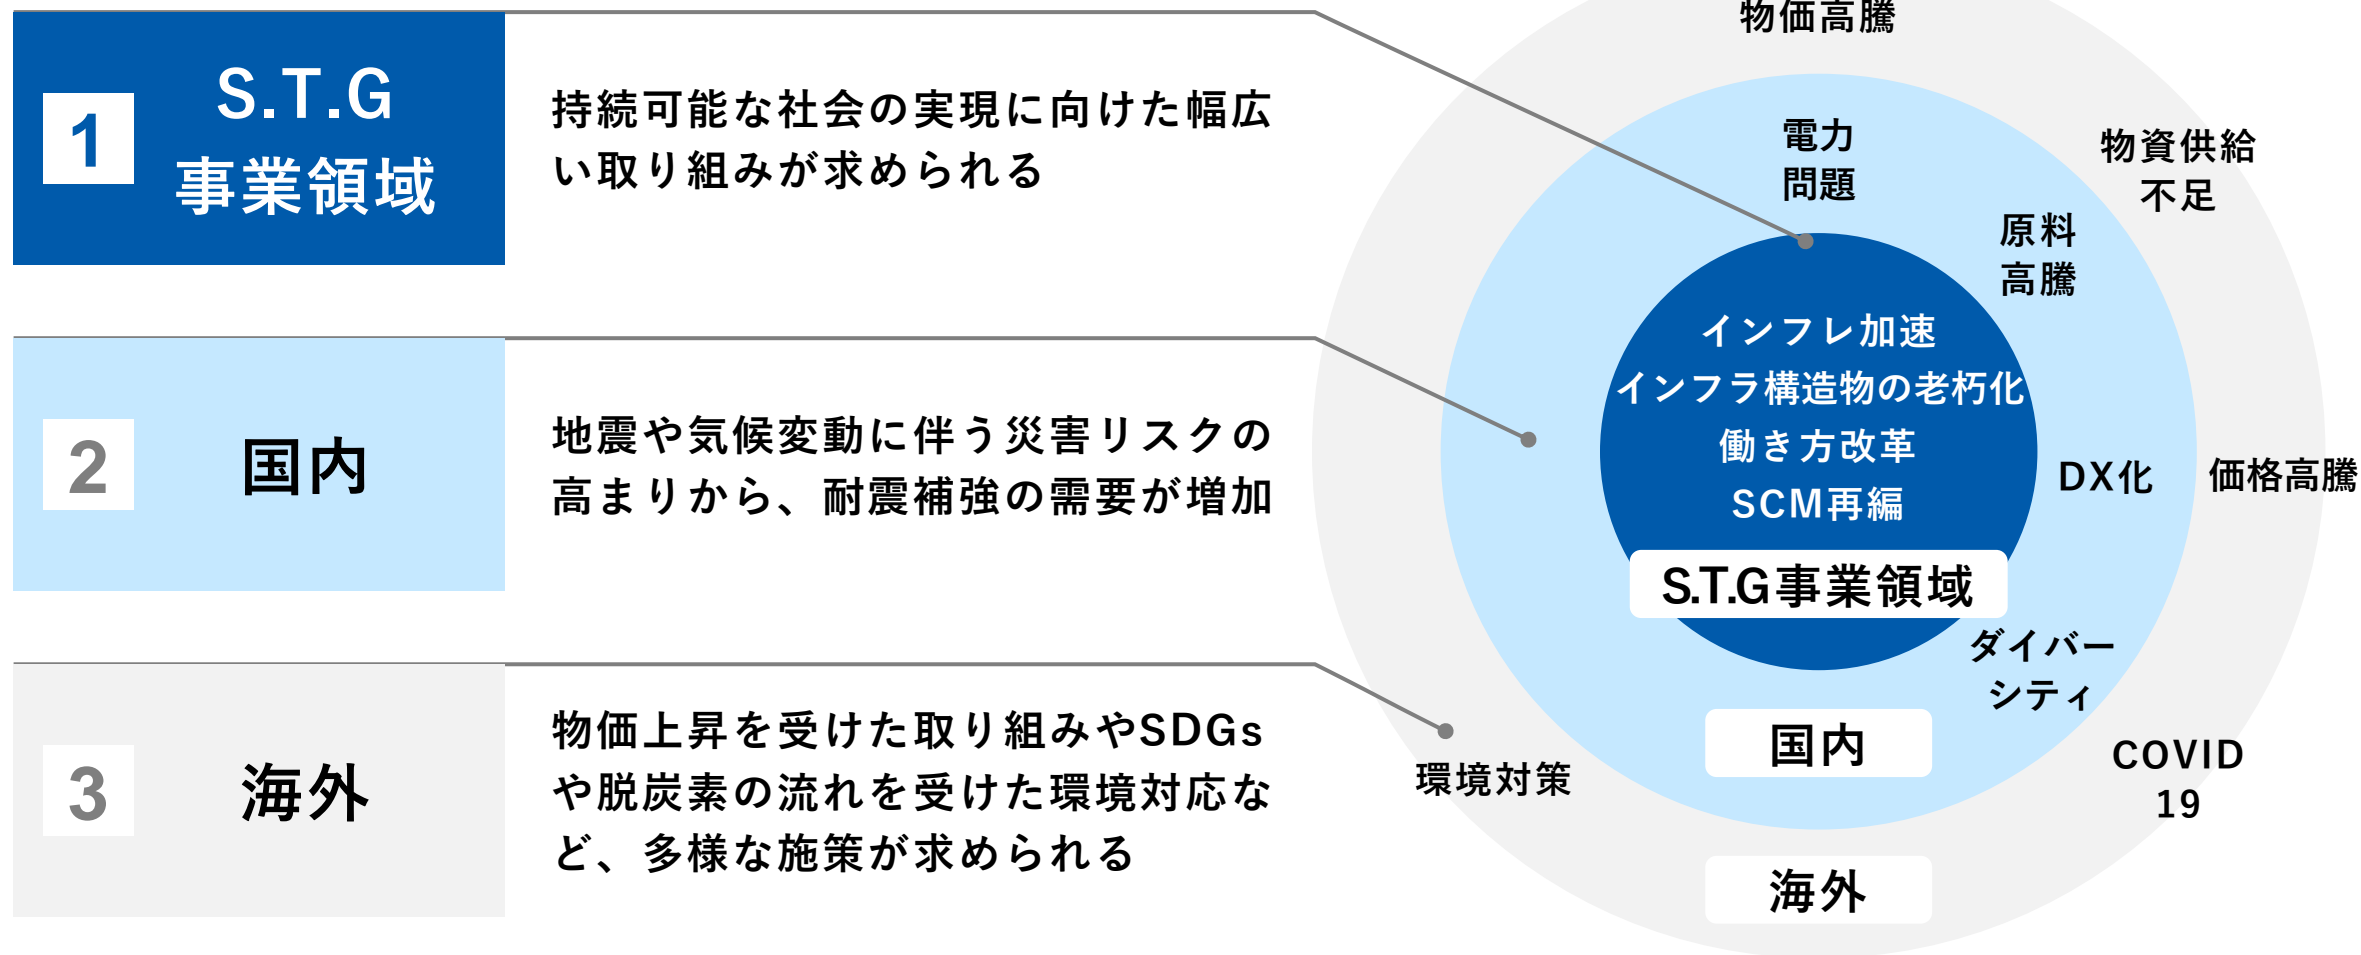 1
S.T.G
事業領域
持続可能な社会の実現に向けた幅広
い取り組みが求められる
2
国内
地震や気候変動に伴う災害リスクの
高まりから、耐震補強の需要が増加
3
海外
物価上昇を受けた取り組みやSDGs
や脱炭素の流れを受けた環境対応な
ど、多様な施策が求められる
物価高騰
電力
問題
物資供給
不足
原料
高騰
インフレ加速
インフラ構造物の老朽化
働き方改革
SCM再編
S.T.G事業領域
DX化
価格高騰
ダイバー
シティ
国内
環境対策
COVID
19
海外